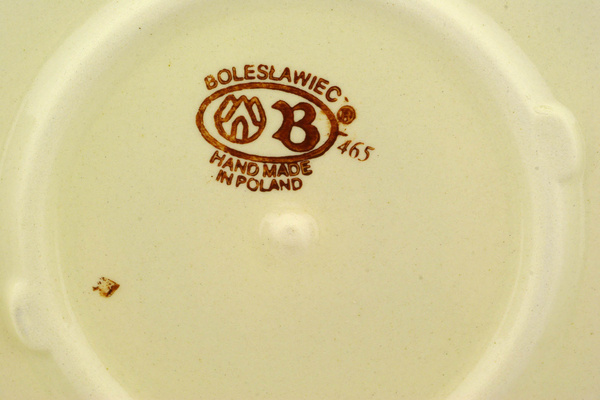 BOLESŁAWIEC
B ®
465
HAND MADE
IN POLAND